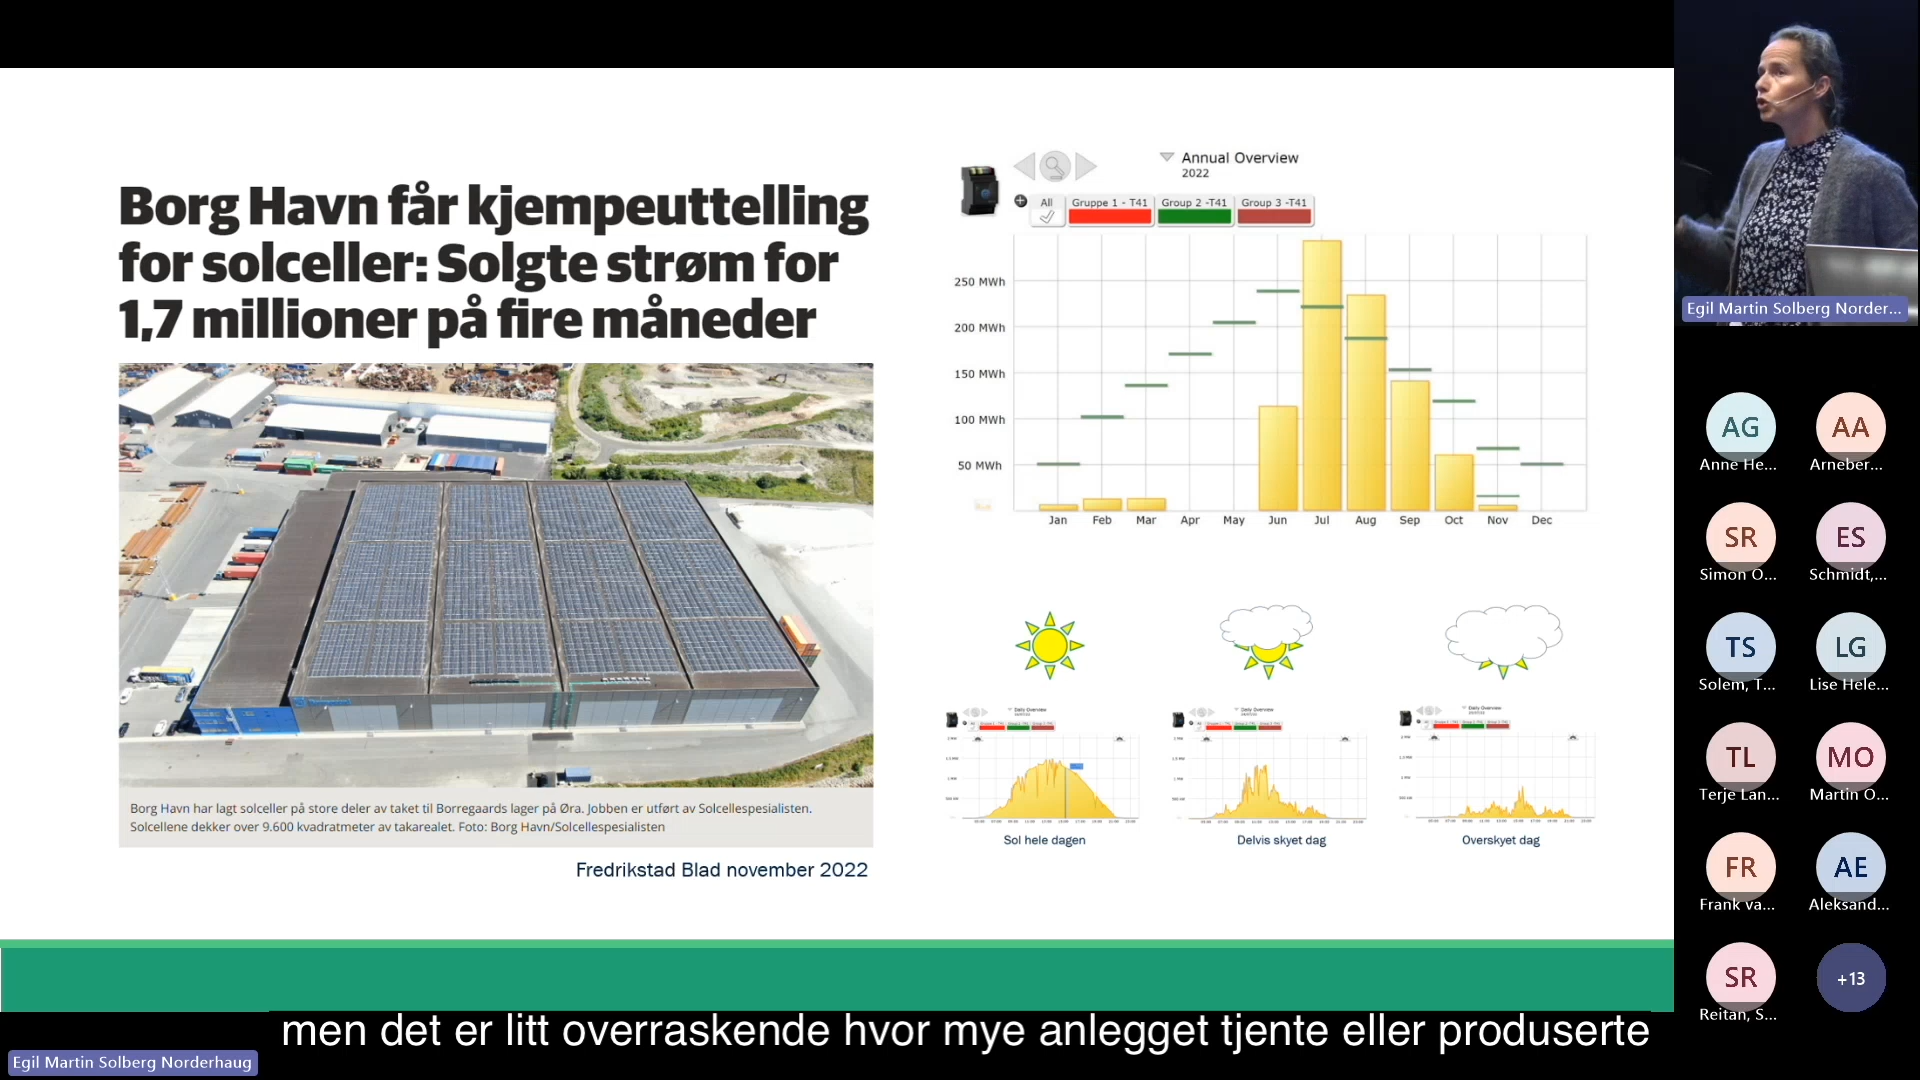 Borg Havn får kjempeuttelling
for solceller: Solgte strøm for
1,7 millioner på fire måneder
Borg Havn har lagt solceller på store deler av taket til Borregaards lager på Øra. Jobben er utført av Solcellespesialisten.
Solcellene dekker over 9.600 kvadratmeter av takarealet. Foto: Borg Havn/Solcellespesialisten
Fredrikstad Blad november 2022
Annual Overview
2022
All Gruppe 1 - T41 Group 2 -T41 Group 3 -T41
250 MWh
200 MWh
150 MWh
100 MWh
50 MWh
Jan Feb Mar Apr May Jun Jul Aug Sep Oct Nov Dec
Daily Overview
Daily Overview
Daily Overview
Sol hele dagen
Delvis skyet dag
Overskyet dag
Egil Martin Solberg Norder...
AG AA
Anne He... Arneber...
SR ES
Simon O... Schmidt,...
TS LG
Solem, T... Lise Hele...
TL MO
Terje Lan... Martin O...
FR AE
Frank va... Aleksand...
SR +13
Reitan, S...
men det er litt overraskende hvor mye anlegget tjente eller produserte
Egil Martin Solberg Norderhaug